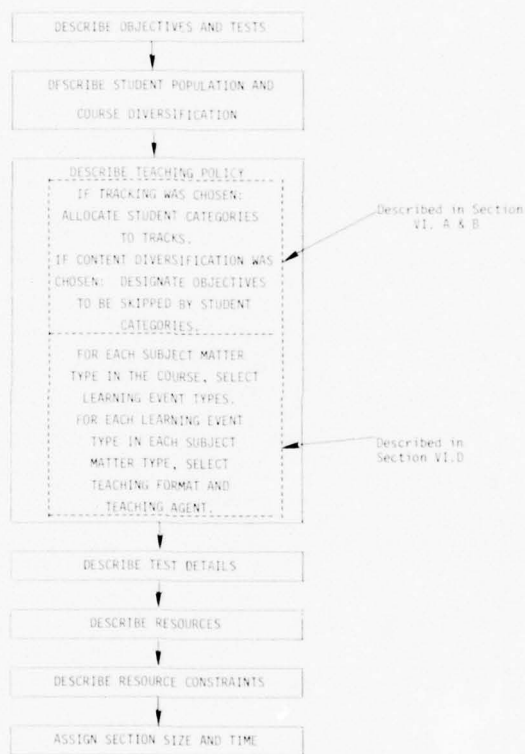 DESCRIBE OBJECTIVES AND TESTS
DESCRIBE STUDENT POPULATION AND
COURSE DIVERSIFICATION
DESCRIBE TEACHING POLICY
IF TRACKING WAS CHOSEN:
ALLOCATE STUDENT CATEGORIES
TO TRACKS.
IF CONTENT DIVERSIFICATION WAS
CHOSEN: DESIGNATE OBJECTIVES
TO BE SKIPPED BY STUDENT
CATEGORIES.
Described in Section
VI. A & B
FOR EACH SUBJECT MATTER
TYPE IN THE COURSE, SELECT
LEARNING EVENT TYPES.
FOR EACH LEARNING EVENT
TYPE IN EACH SUBJECT
MATTER TYPE, SELECT
TEACHING FORMAT AND
TEACHING AGENT.
Described in
Section VI.D
DESCRIBE TEST DETAILS
DESCRIBE RESOURCES
DESCRIBE RESOURCE CONSTRAINTS
ASSIGN SECTION SIZE AND TIME